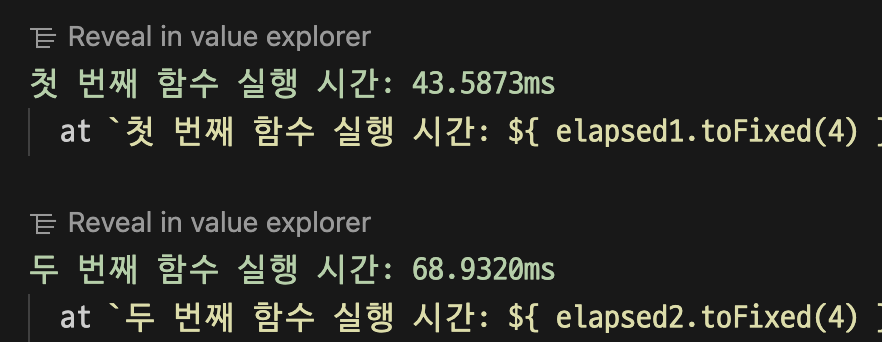 Reveal in value explorer
첫 번째 함수 실행 시간: 43.5873ms
at `첫 번째 함수 실행 시간: ${ elapsed1.toFixed(4) }
Reveal in value explorer
두 번째 함수 실행 시간: 68.9320ms
at `두 번째 함수 실행 시간: ${ elapsed2.toFixed(4) }